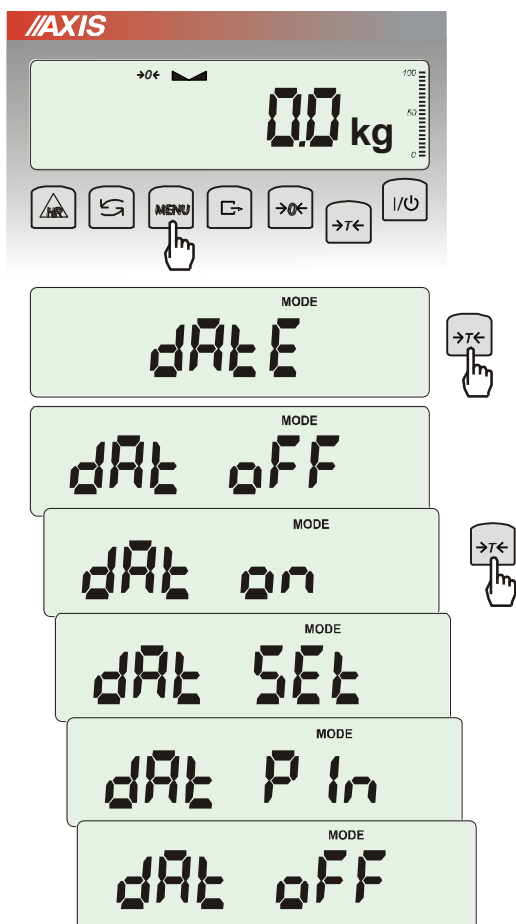 //AXIS
→0← 100
50
0.0 kg
0
HR MENU →0← →T← I/⏻
MODE
dAtE
→T←
MODE
dAt oFF
MODE
dAt on
→T←
MODE
dAt SEt
MODE
dAt PIn
MODE
dAt oFF